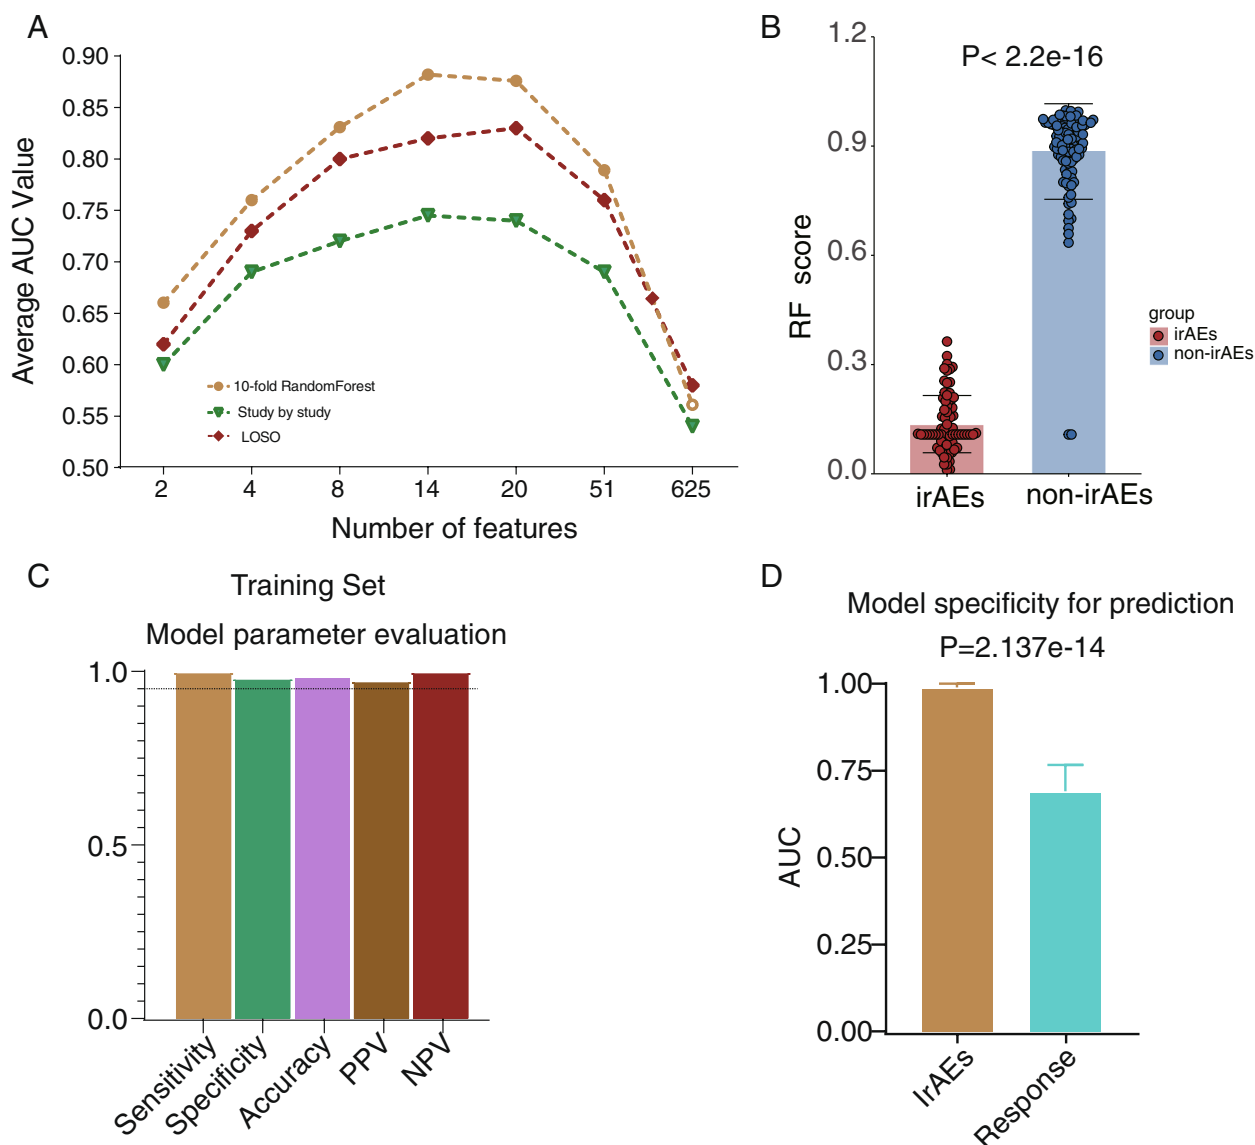 A
0.90
0.85
0.80
0.75
0.70
0.65
0.60
0.55
0.50
Average AUC Value
10-fold RandomForest
Study by study
LOSO
2 4 8 14 20 51 625
Number of features
B
1.2
0.9
0.6
0.3
0.0
RF score
P< 2.2e-16
group
irAEs
non-irAEs
irAEs non-irAEs
C
Training Set
Model parameter evaluation
1.0
0.5
0.0
Sensitivity
Specificity
Accuracy
PPV
NPV
D
Model specificity for prediction
P=2.137e-14
1.00
0.75
0.50
0.25
0.00
AUC
IrAEs
Response